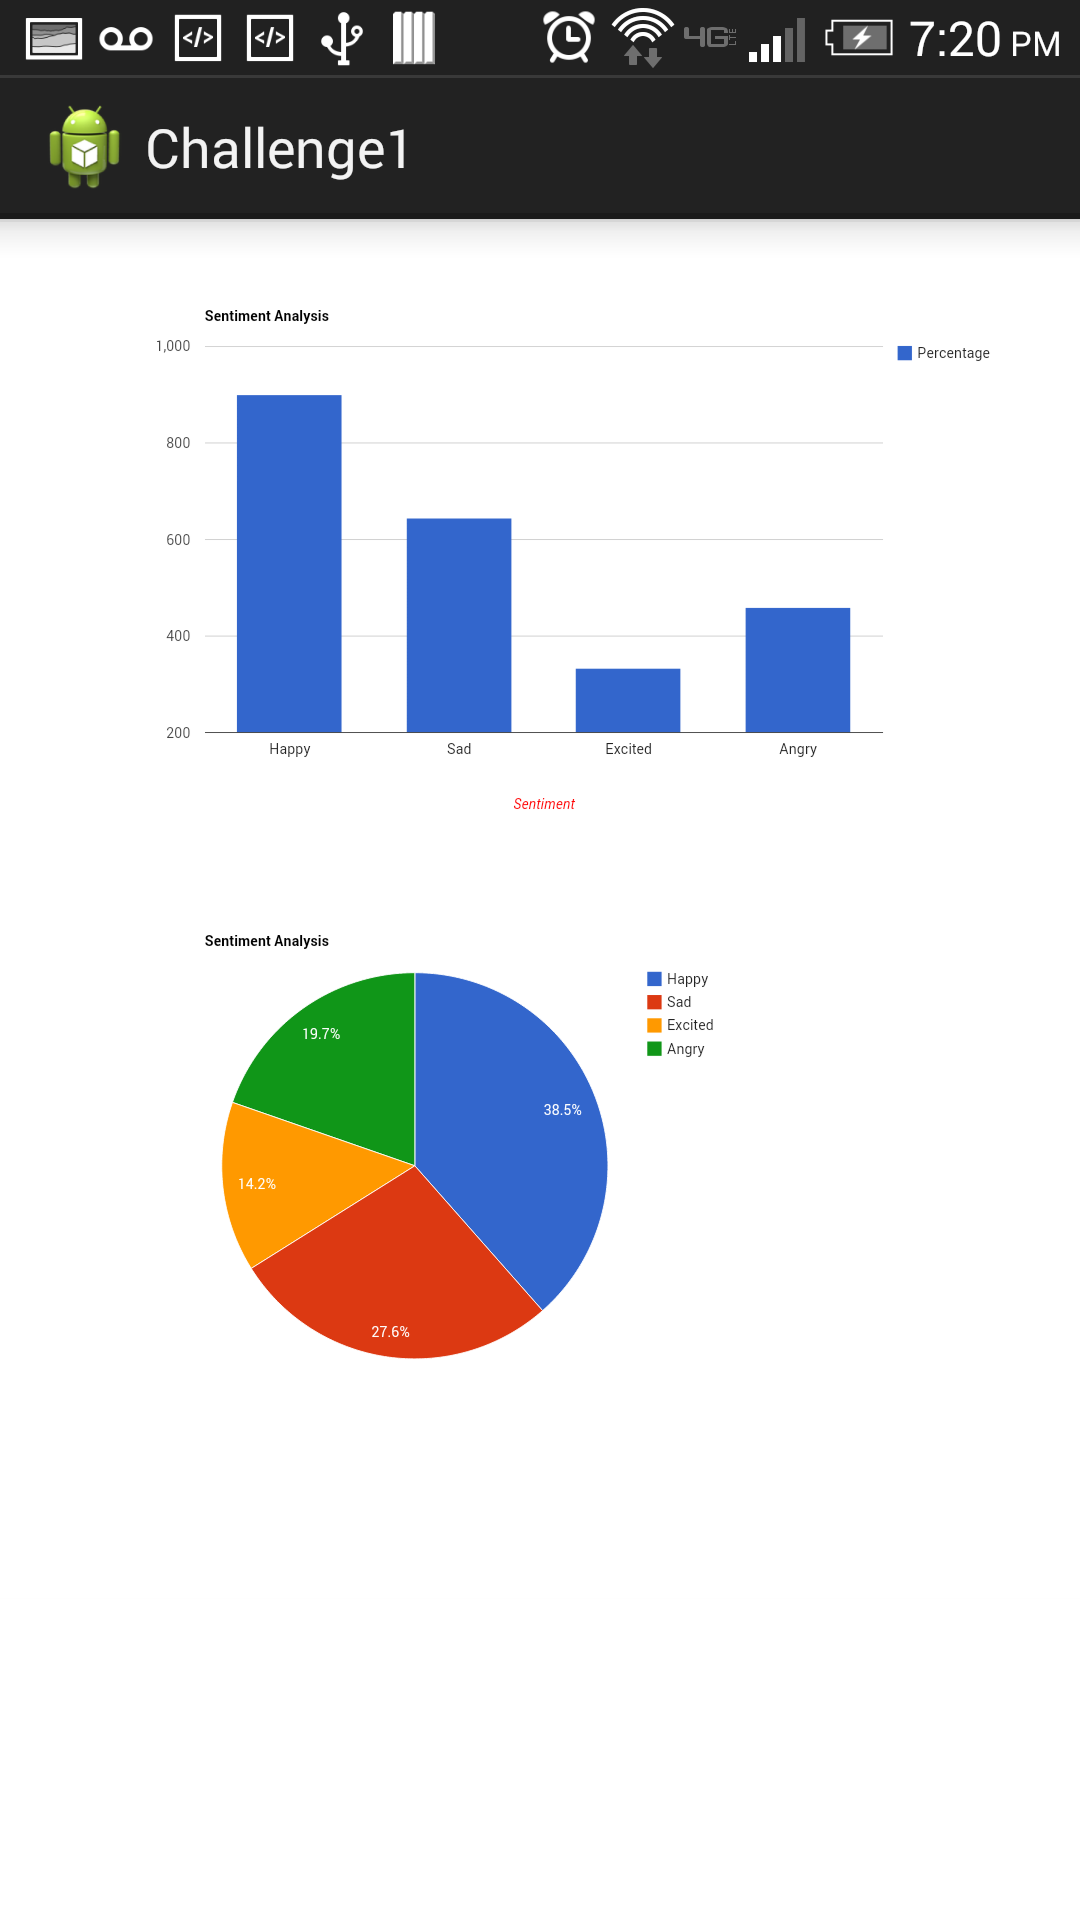 7:20 PM
Challenge1
Sentiment Analysis
1,000
Percentage
800
600
400
200
Happy Sad Excited Angry
Sentiment
Sentiment Analysis
Happy
Sad
Excited
Angry
19.7%
38.5%
14.2%
27.6%